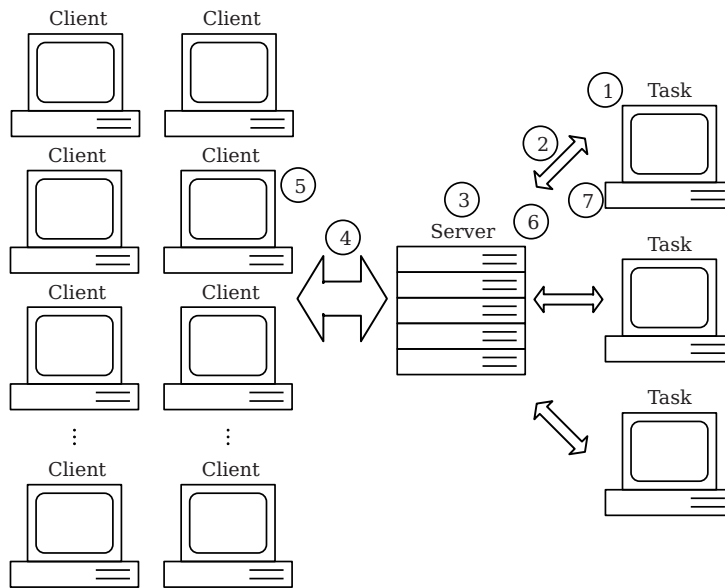 Client Client
1 Task
2
Client Client
5
3
7
6
4
Server
Task
Client Client
Task
⋮ ⋮
Client Client